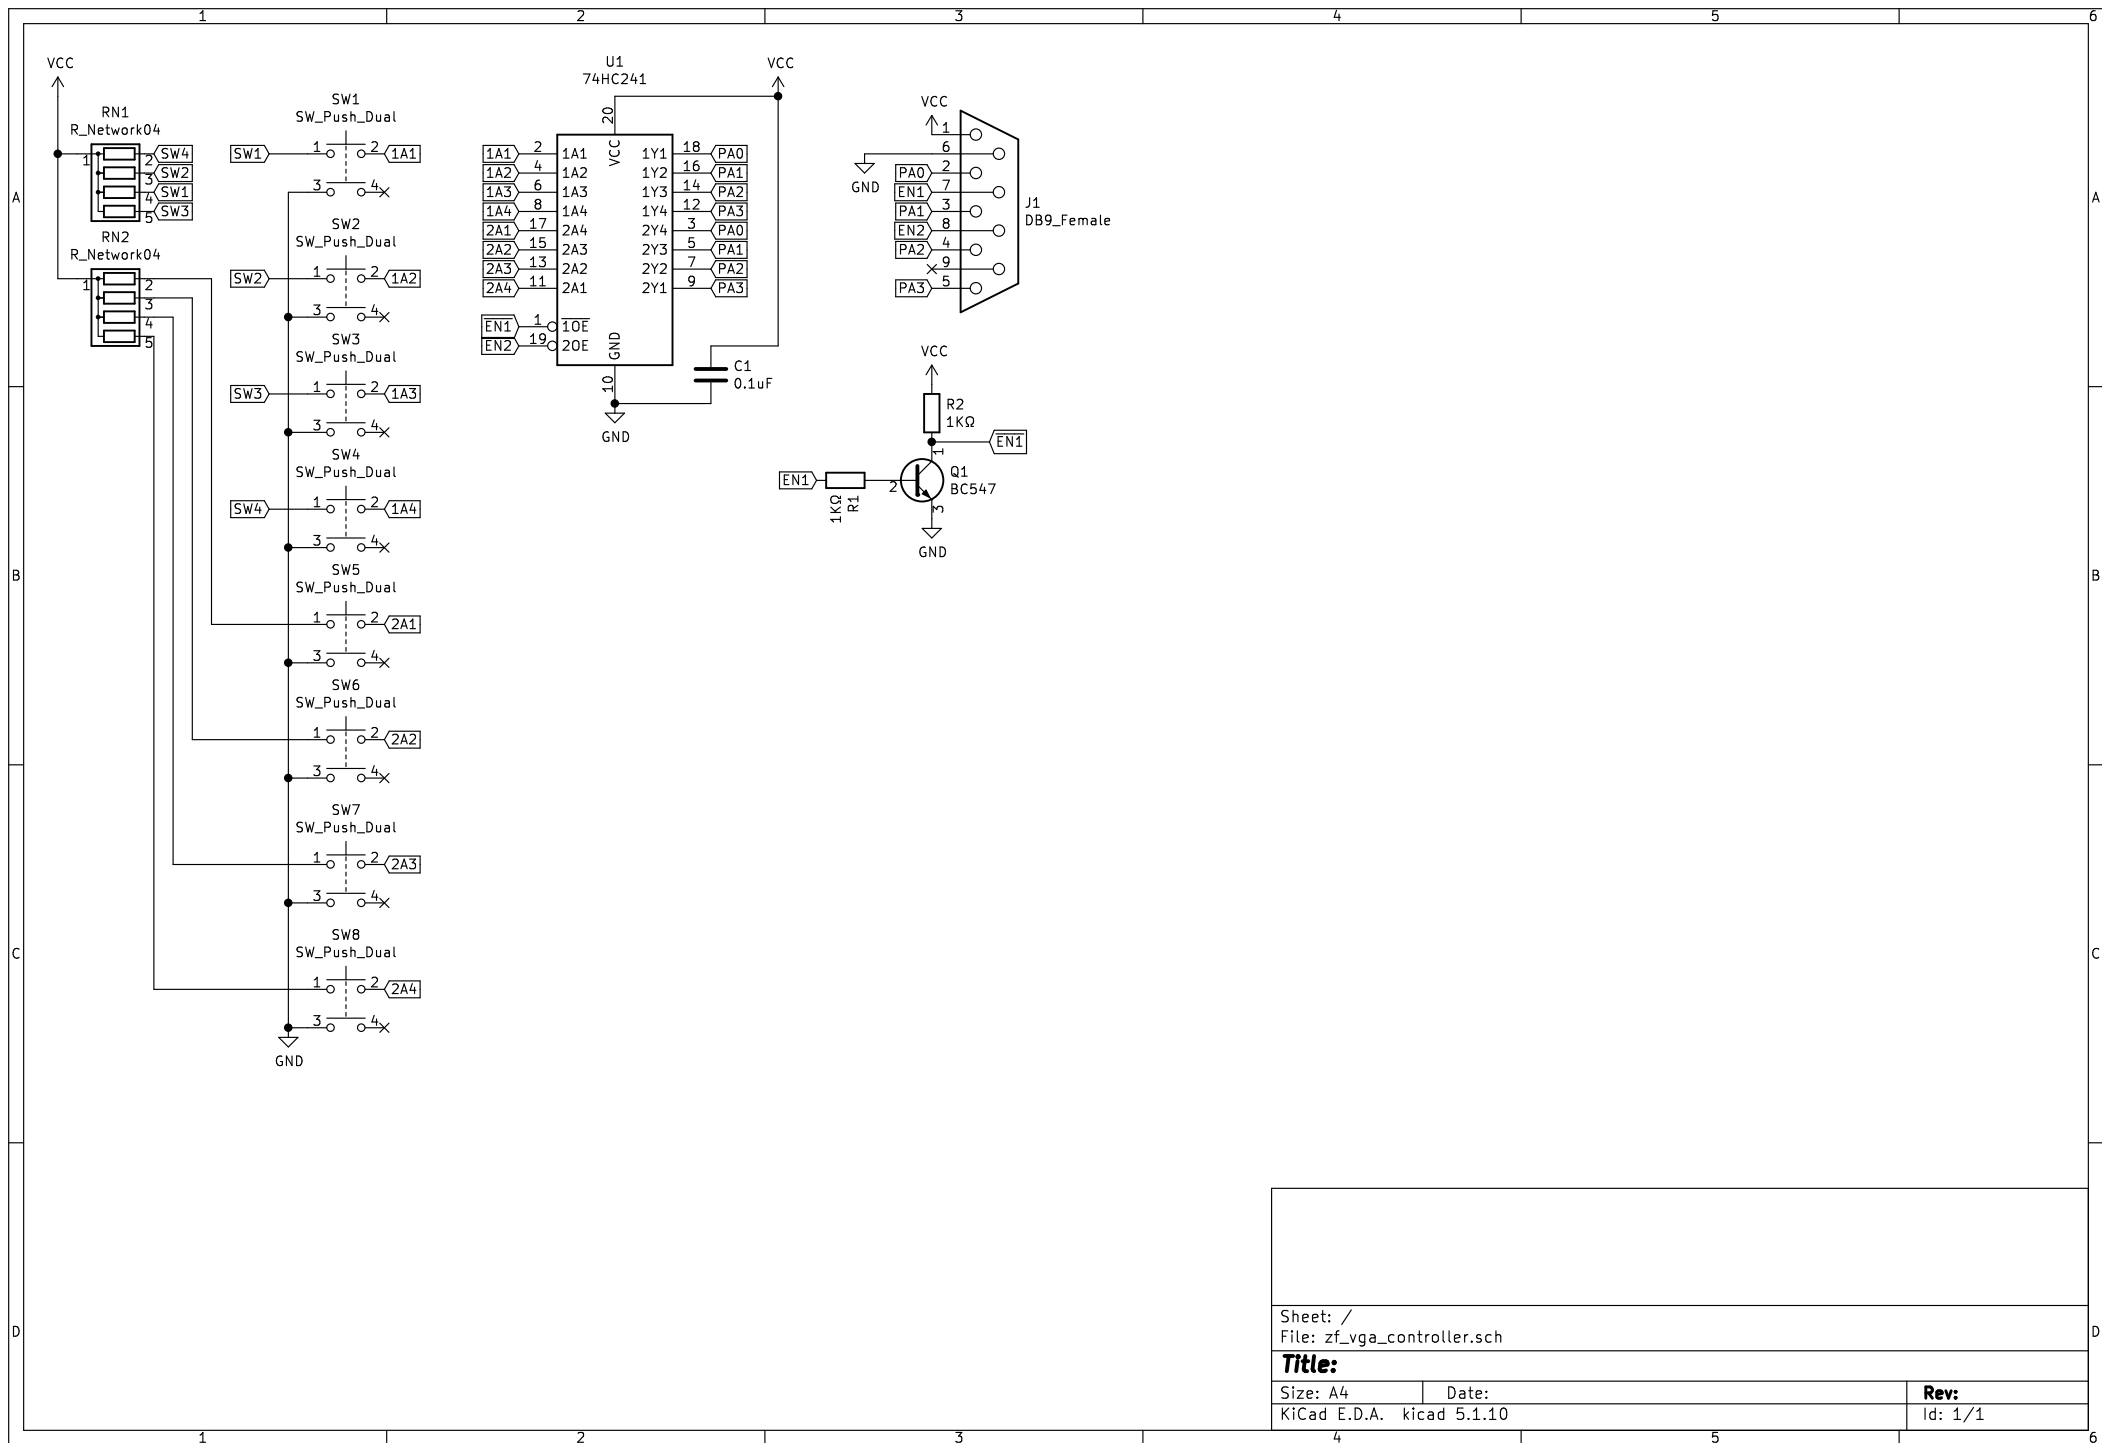 1 2 3 4 5 6
A
B
C
D
VCC
RN1
R_Network04
1
2 SW4
3 SW2
4 SW1
5 SW3
RN2
R_Network04
1
2
3
4
5
SW1
SW_Push_Dual
SW1 1 2 1A1
3 4
SW2
SW_Push_Dual
SW2 1 2 1A2
3 4
SW3
SW_Push_Dual
SW3 1 2 1A3
3 4
SW4
SW_Push_Dual
SW4 1 2 1A4
3 4
SW5
SW_Push_Dual
1 2 2A1
3 4
SW6
SW_Push_Dual
1 2 2A2
3 4
SW7
SW_Push_Dual
1 2 2A3
3 4
SW8
SW_Push_Dual
1 2 2A4
3 4
GND
U1
74HC241
VCC
20
VCC
1A1 2 1A1 1Y1 18 PA0
1A2 4 1A2 1Y2 16 PA1
1A3 6 1A3 1Y3 14 PA2
1A4 8 1A4 1Y4 12 PA3
2A1 17 2A4 2Y4 3 PA0
2A2 15 2A3 2Y3 5 PA1
2A3 13 2A2 2Y2 7 PA2
2A4 11 2A1 2Y1 9 PA3
EN1 1 1OE
EN2 19 2OE
GND
10
GND
C1
0.1uF
VCC
1
6
GND
PA0 2
EN1 7
PA1 3
EN2 8
PA2 4
9
PA3 5
J1
DB9_Female
VCC
R2
1KΩ
EN1
1
EN1
1KΩ
R1
2
Q1
BC547
3
GND
Sheet: /
File: zf_vga_controller.sch
Title:
Size: A4 Date: Rev:
KiCad E.D.A. kicad 5.1.10 Id: 1/1
A
B
C
D
1 2 3 4 5 6